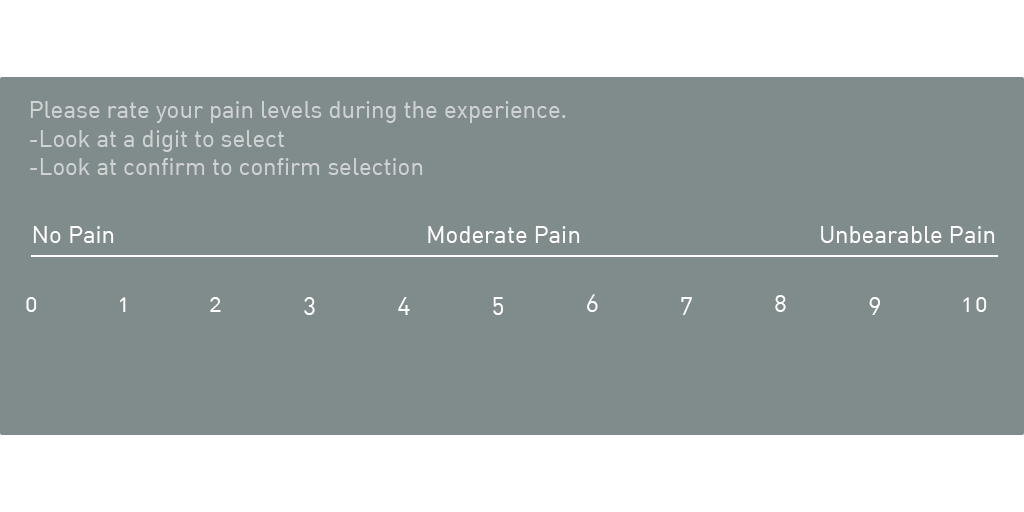 Please rate your pain levels during the experience.
-Look at a digit to select
-Look at confirm to confirm selection
No Pain Moderate Pain Unbearable Pain
0 1 2 3 4 5 6 7 8 9 10